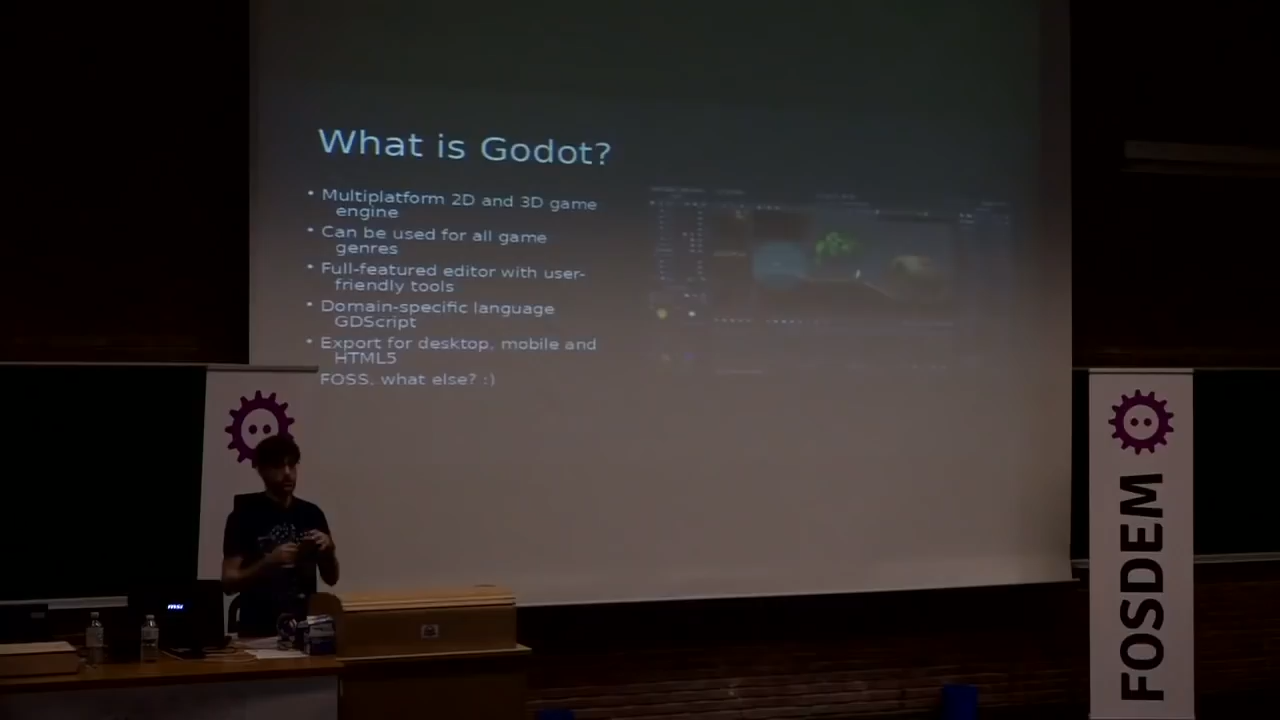 What is Godot?
• Multiplatform 2D and 3D game
engine
• Can be used for all game
genres
• Full-featured editor with user-
friendly tools
• Domain-specific language
GDScript
• Export for desktop, mobile and
HTML5
FOSS, what else? :)
msi
FOSDEM